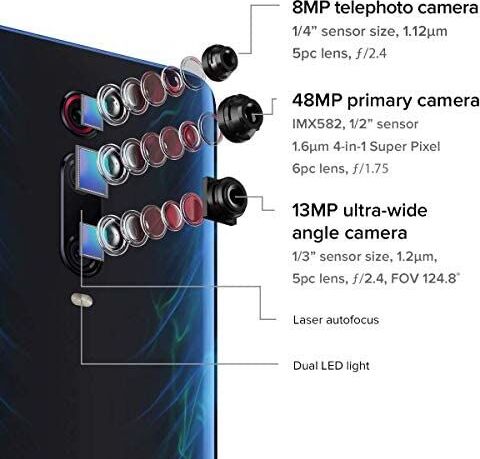 8MP telephoto camera
1/4” sensor size, 1.12μm
5pc lens, ƒ/2.4
48MP primary camera
IMX582, 1/2” sensor
1.6μm 4-in-1 Super Pixel
6pc lens, ƒ/1.75
13MP ultra-wide
angle camera
1/3” sensor size, 1.2μm,
5pc lens, ƒ/2.4, FOV 124.8°
Laser autofocus
Dual LED light